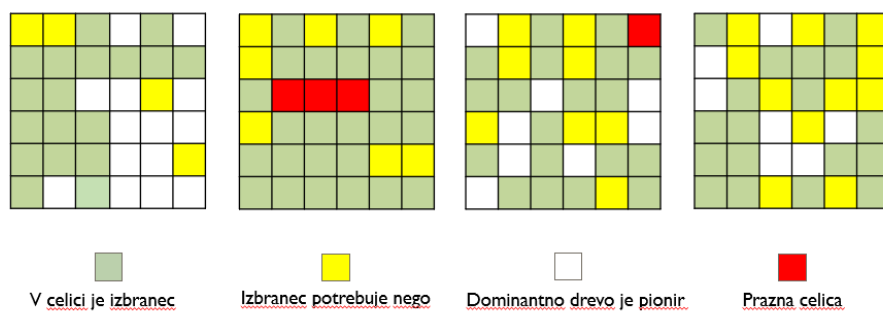 V celici je izbranec
Izbranec potrebuje nego
Dominantno drevo je pionir
Prazna celica